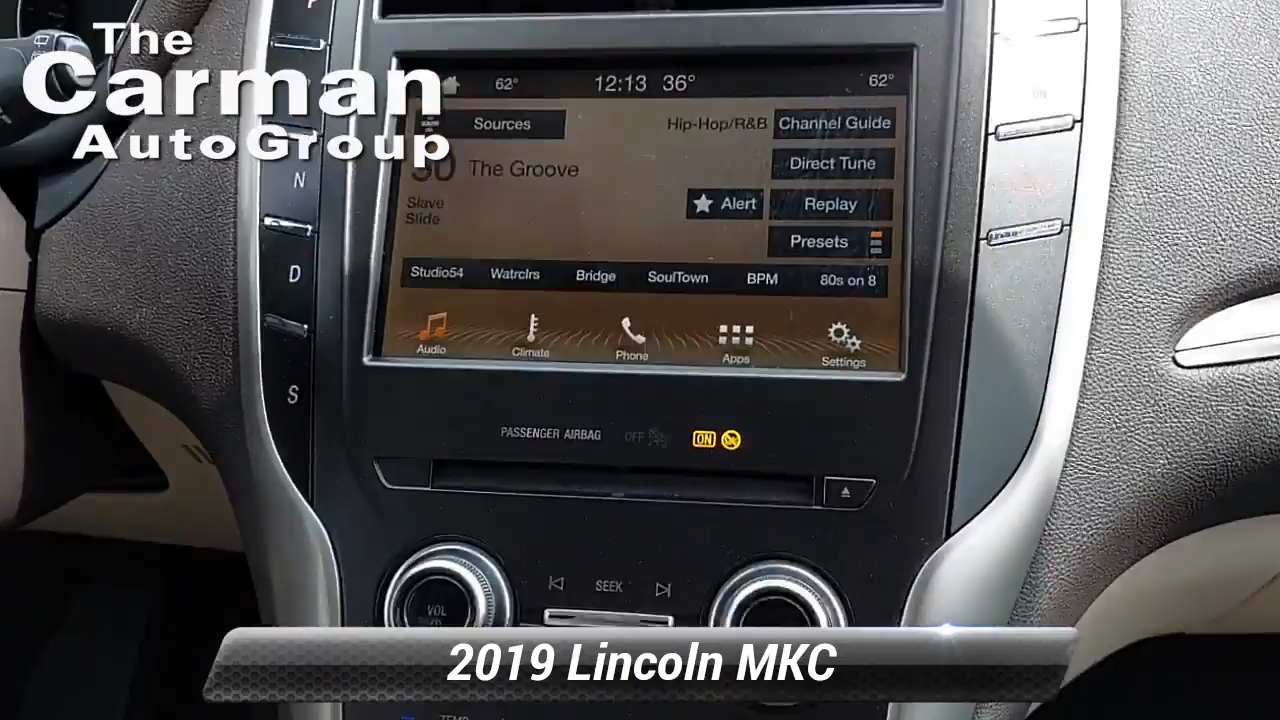 The
Carman
AutoGroup
62° 12:13 36° 62°
Sources Hip-Hop/R&B Channel Guide
50 The Groove Direct Tune
Slave
Slide
Alert Replay
Presets
Studio54 Watrclrs Bridge SoulTown BPM 80s on 8
Audio Climate Phone Apps Settings
P
N
D
S
PASSENGER AIRBAG OFF ON
VOL
SEEK
2019 Lincoln MKC
TEMP